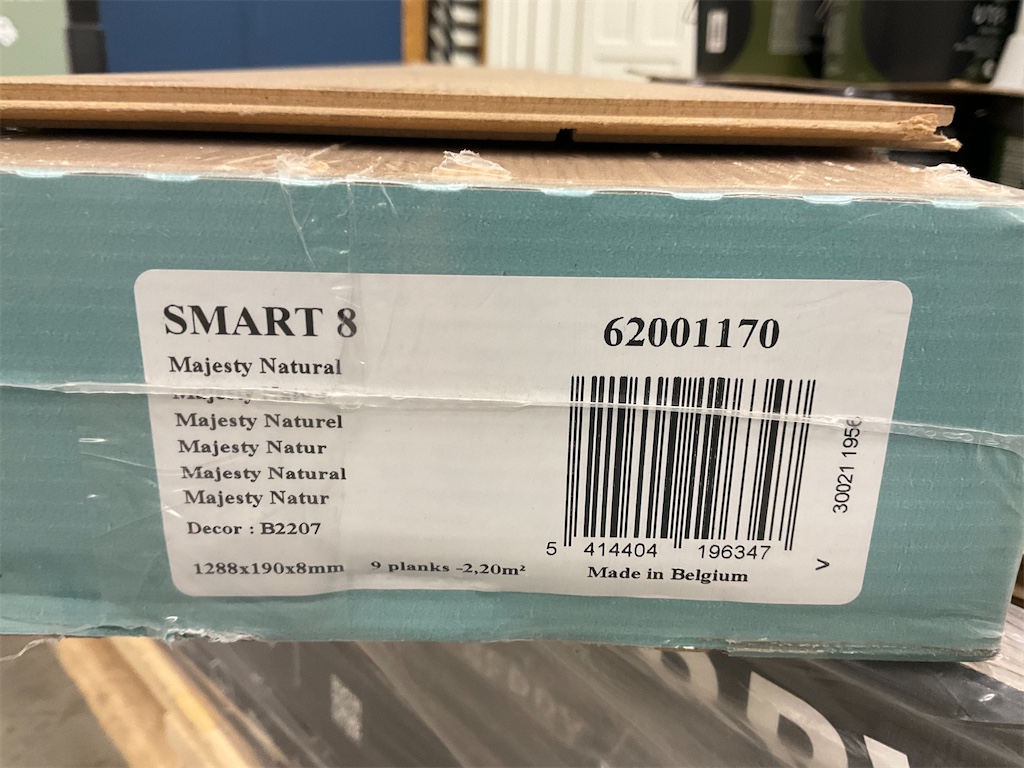 SMART 8
62001170
Majesty Natural
Majesty
Majesty Naturel
Majesty Natur
Majesty Natural
Majesty Natur
Decor : B2207
1288x190x8mm 9 planks -2,20m²
5 414404 196347
Made in Belgium
30021 1956
V